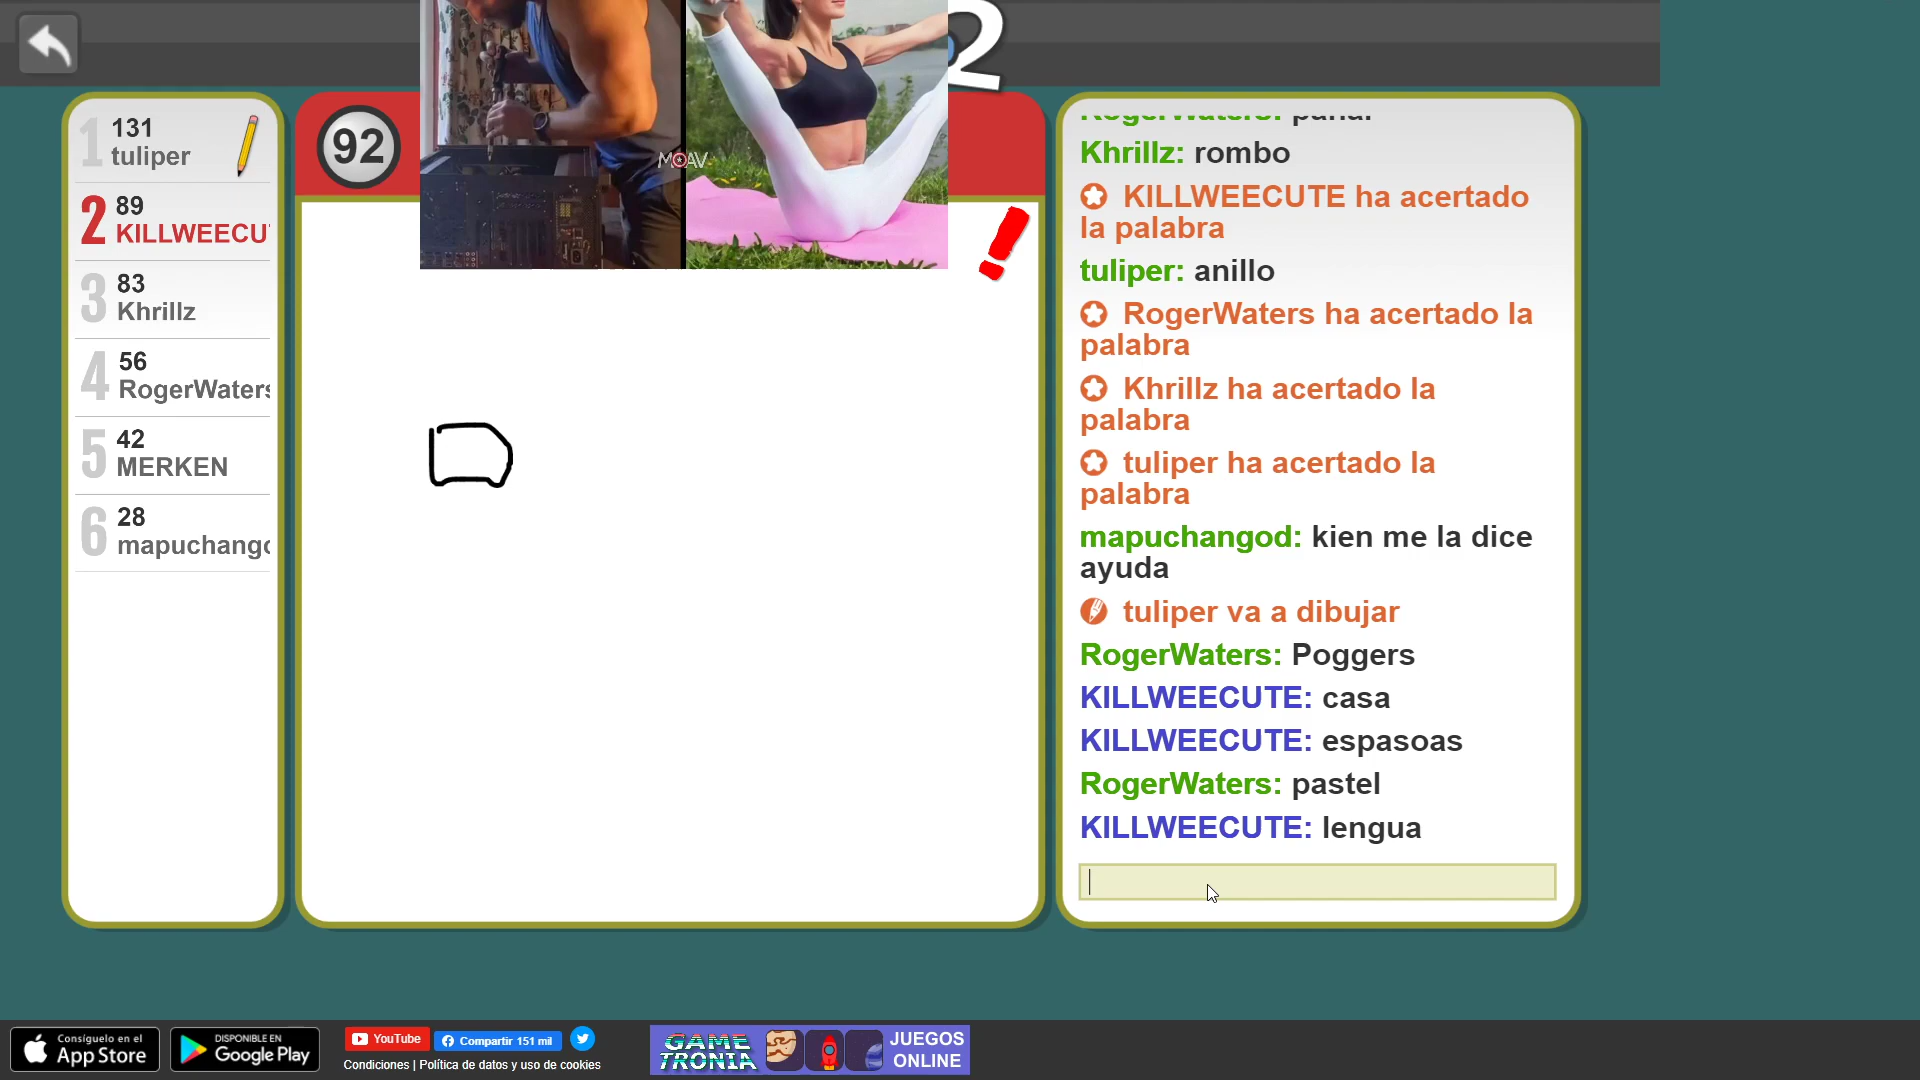 2
1 131
tuliper
2 89
KILLWEECU
3 83
Khrillz
4 56
RogerWaters
5 42
MERKEN
6 28
mapuchango
92
MOAV
Khrillz: rombo
KILLWEECUTE ha acertado
la palabra
tuliper: anillo
RogerWaters ha acertado la
palabra
Khrillz ha acertado la
palabra
tuliper ha acertado la
palabra
mapuchangod: kien me la dice
ayuda
tuliper va a dibujar
RogerWaters: Poggers
KILLWEECUTE: casa
KILLWEECUTE: espasoas
RogerWaters: pastel
KILLWEECUTE: lengua
Consíguelo en el
App Store
DISPONIBLE EN
Google Play
YouTube
Compartir 151 mil
Condiciones | Política de datos y uso de cookies
GAME
TRONIA
JUEGOS
ONLINE